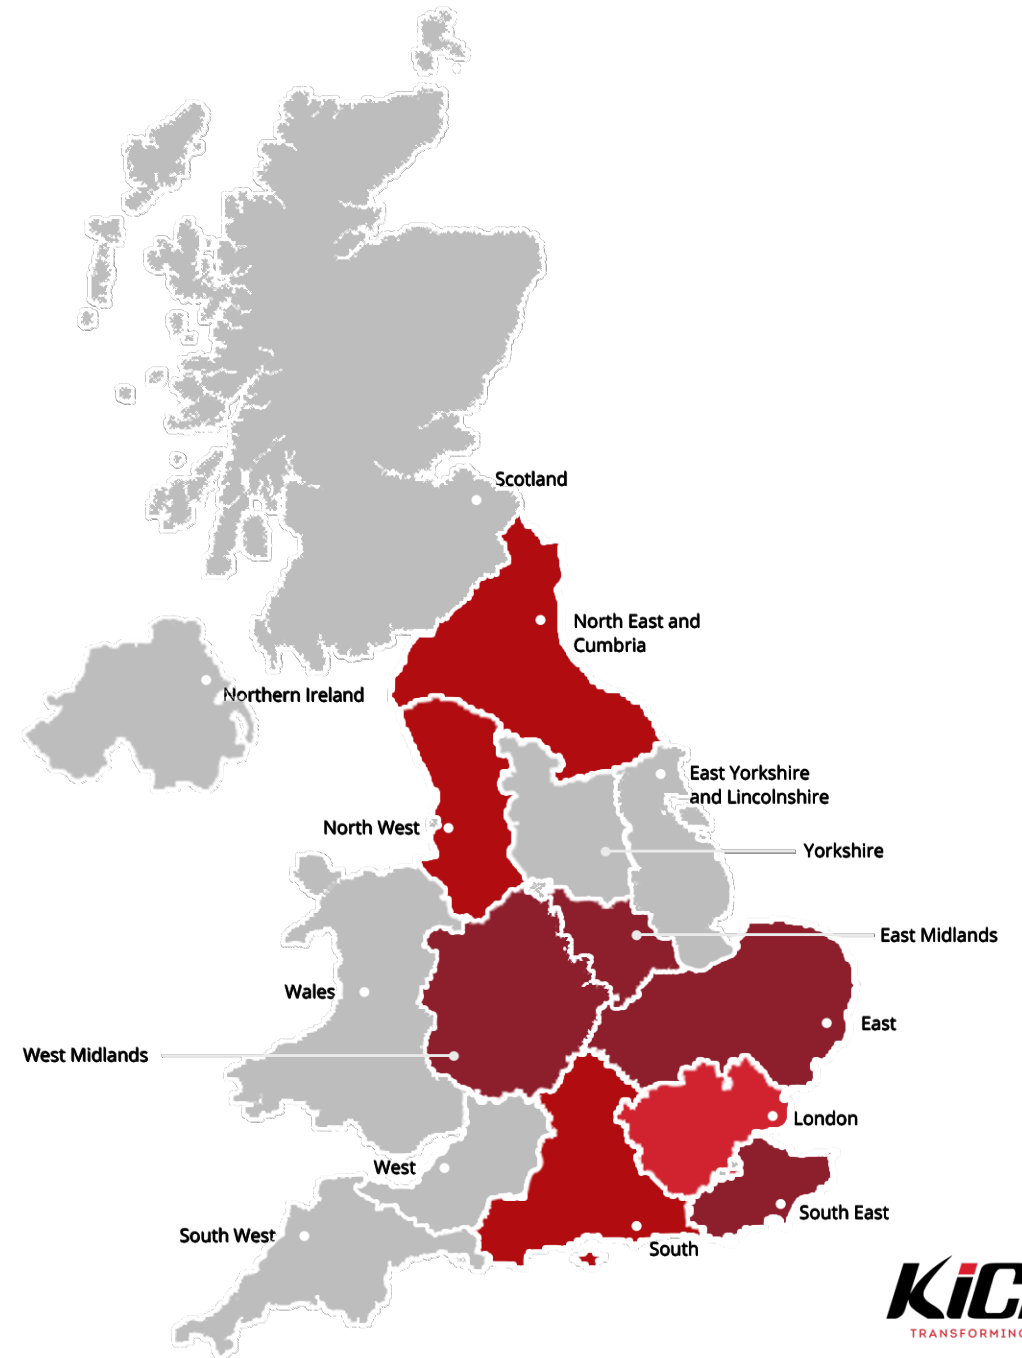 Scotland
North East and
Cumbria
Northern Ireland
East Yorkshire
and Lincolnshire
North West
Yorkshire
East Midlands
Wales
East
West Midlands
London
West
South East
South West
South
TRANSFORMING